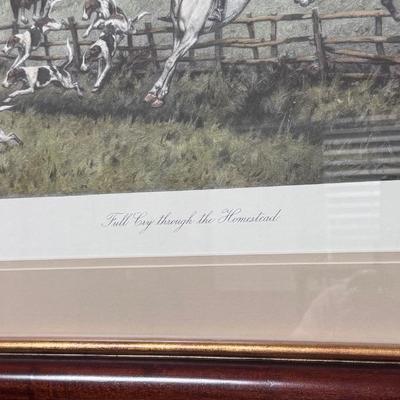 Full Cry through the Homestead